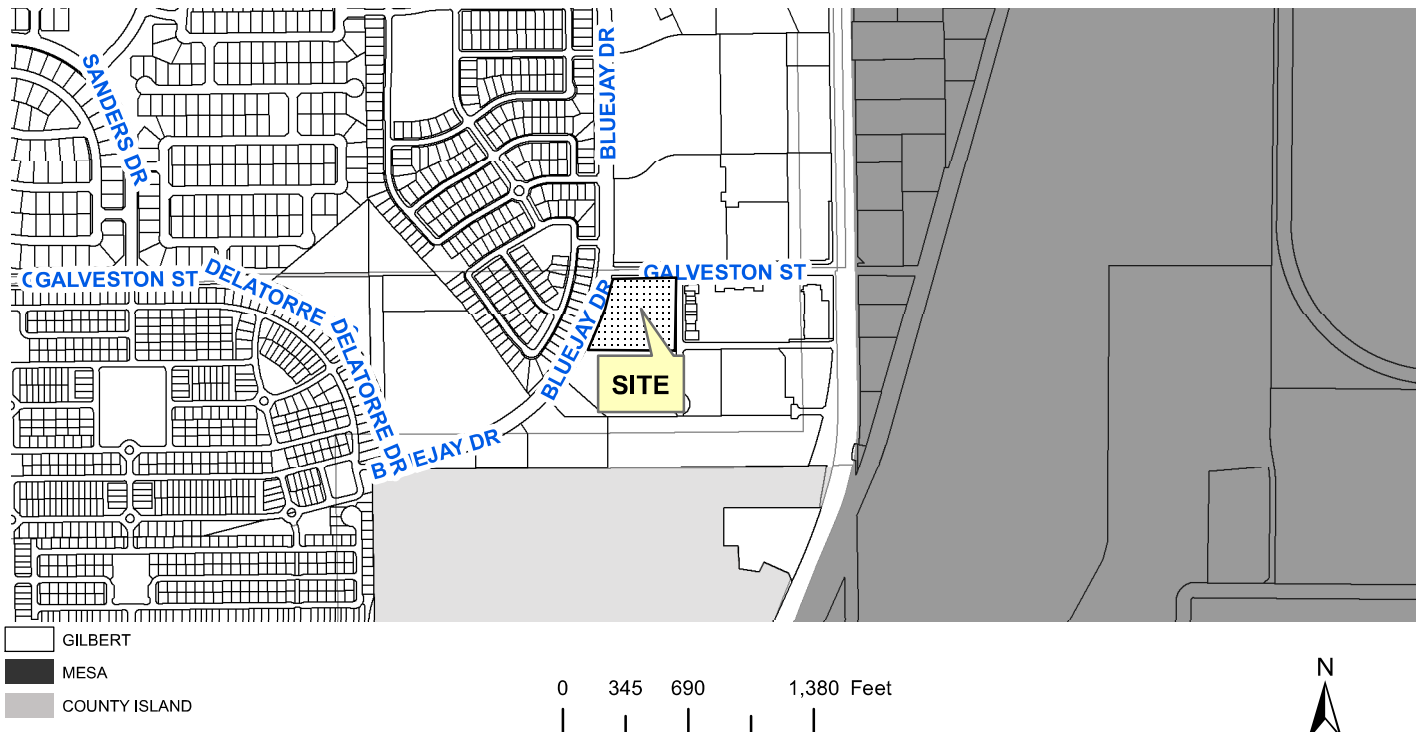 SANDERS DR
BLUEJAY DR
GALVESTON ST
DELATORRE
GALVESTON ST
DELATORRE DR
BLUEJAY DR
SITE
EJAY DR
GILBERT
MESA
COUNTY ISLAND
0 345 690 1,380 Feet
N